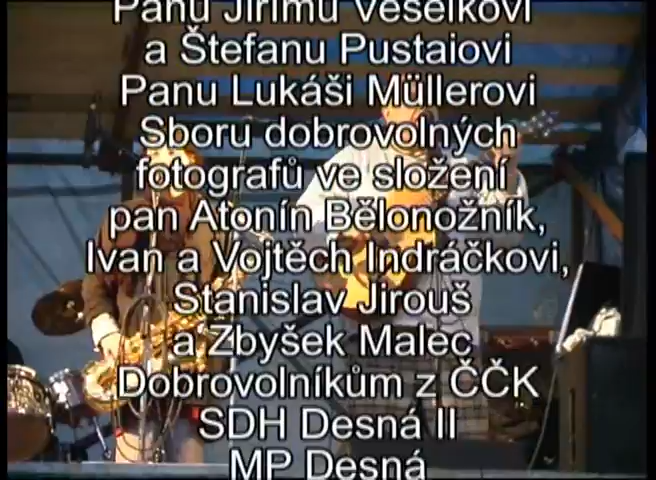 Panu Jiřímu Veselkovi
a Štefanu Pustaiovi
Panu Lukáši Müllerovi
Sboru dobrovolných
fotografů ve složení
pan Atonín Bělonožník,
Ivan a Vojtěch Indráčkovi,
Stanislav Jirouš
a Zbyšek Malec
Dobrovolníkům z ČČK
SDH Desná II
MP Desná